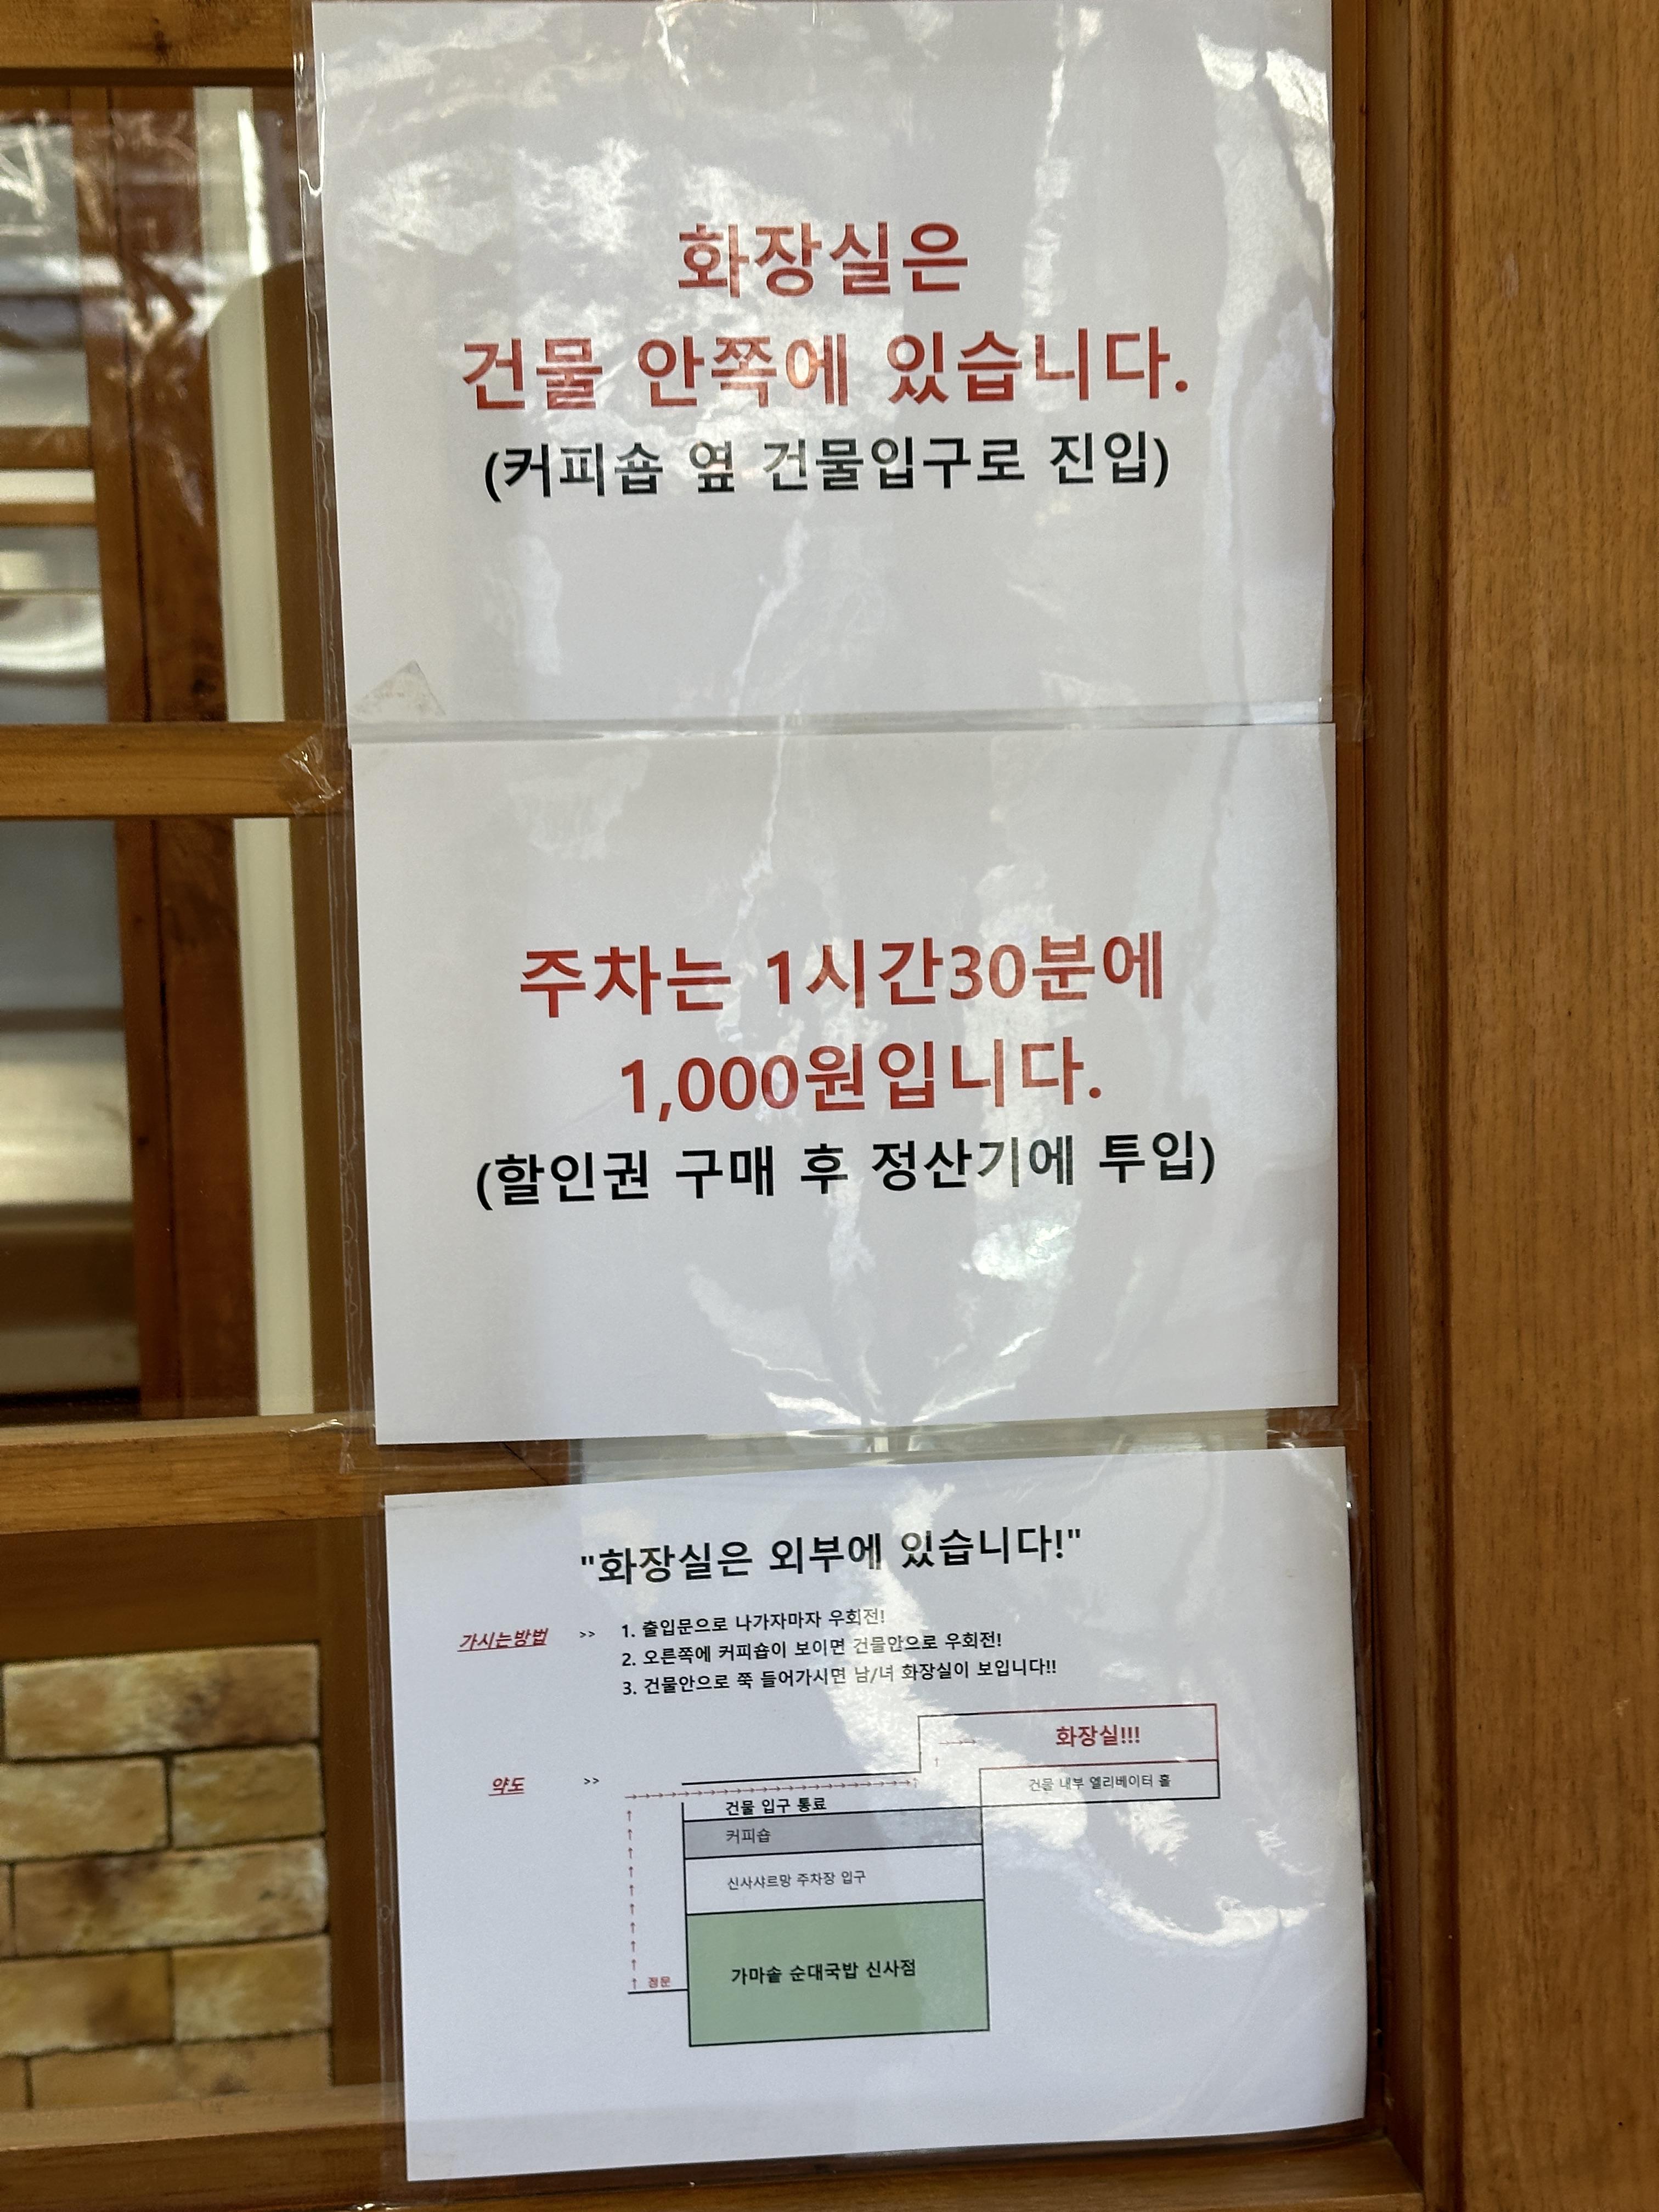 화장실은
건물 안쪽에 있습니다.
(커피숍 옆 건물입구로 진입)
주차는 1시간30분에
1,000원입니다.
(할인권 구매 후 정산기에 투입)
"화장실은 외부에 있습니다!"
가시는방법 >> 1. 출입문으로 나가자마자 우회전!
2. 오른쪽에 커피숍이 보이면 건물안으로 우회전!
3. 건물안으로 쭉 들어가시면 남/녀 화장실이 보입니다!!
화장실!!!
약도 >>
건물 내부 엘리베이터 홀
건물 입구 통료
커피숍
신사샤르망 주차장 입구
가마솥 순대국밥 신사점
정문